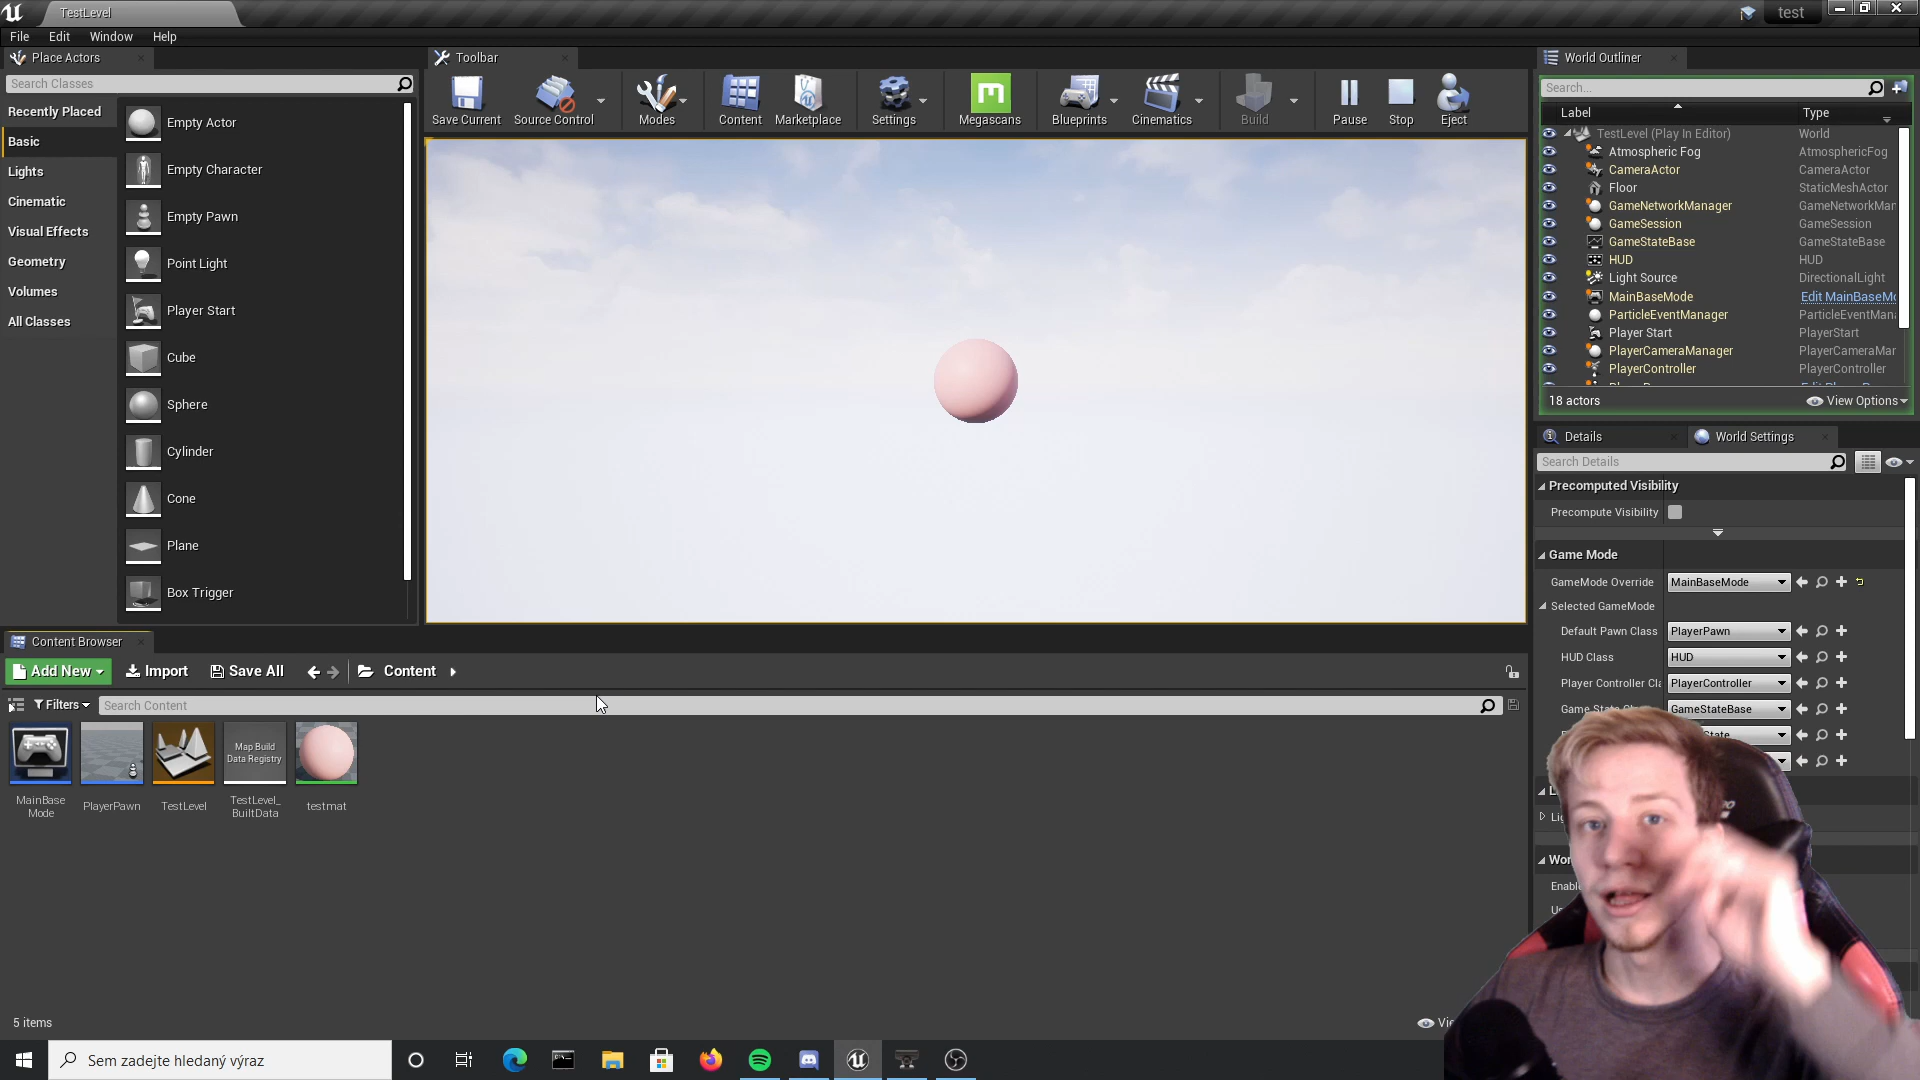 TestLevel
test
File Edit Window Help
Place Actors
Toolbar
World Outliner
Search Classes
Recently Placed
Basic
Lights
Cinematic
Visual Effects
Geometry
Volumes
All Classes
Empty Actor
Empty Character
Empty Pawn
Point Light
Player Start
Cube
Sphere
Cylinder
Cone
Plane
Box Trigger
Save Current
Source Control
Modes
Content
Marketplace
Settings
Megascans
Blueprints
Cinematics
Build
Pause
Stop
Eject
Search...
Label Type
TestLevel (Play In Editor) World
Atmospheric Fog AtmosphericFog
CameraActor CameraActor
Floor StaticMeshActor
GameNetworkManager GameNetworkMan
GameSession GameSession
GameStateBase GameStateBase
HUD HUD
Light Source DirectionalLight
MainBaseMode Edit MainBaseMo
ParticleEventManager ParticleEventMana
Player Start PlayerStart
PlayerCameraManager PlayerCameraMar
PlayerController PlayerController
18 actors View Options
Details World Settings
Search Details
Precomputed Visibility
Precompute Visibility
Game Mode
GameMode Override MainBaseMode
Selected GameMode
Default Pawn Class PlayerPawn
HUD Class HUD
Player Controller Cla PlayerController
Game State GameStateBase
State
Content Browser
Add New Import Save All Content
Filters Search Content
MainBase
Mode
PlayerPawn
TestLevel
Map Build
Data Registry
TestLevel_
BuiltData
testmat
5 items
Sem zadejte hledaný výraz